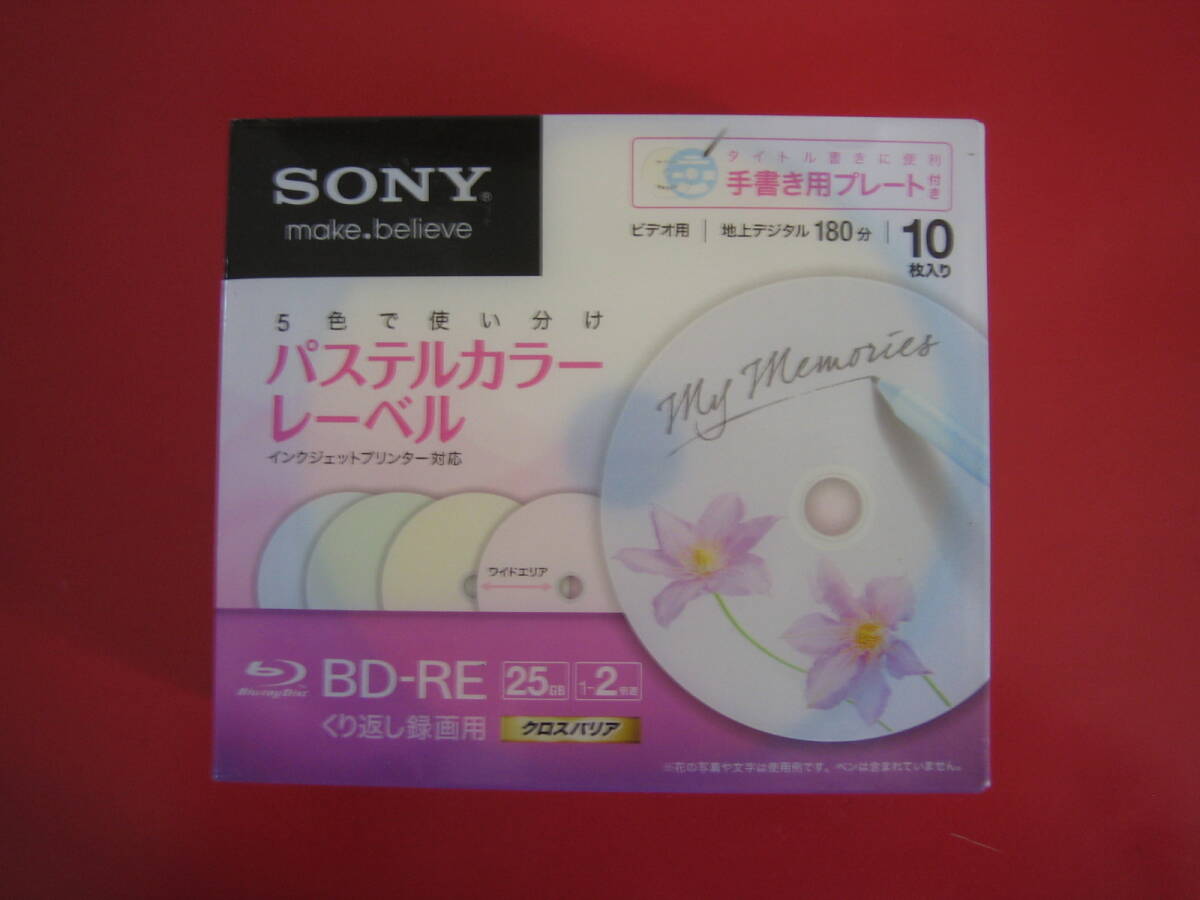 SONY®
make.believe
タイトル書きに便利
手書き用プレート付き
ビデオ用 | 地上デジタル 180分 | 10枚入り
5色で使い分け
パステルカラー
レーベル
インクジェットプリンター対応
My Memories
ワイドエリア
Blu-ray Disc™
BD-RE 25GB 1-2倍速
くり返し録画用 クロスバリア
※花の写真や文字は使用例です。ペンは含まれていません。